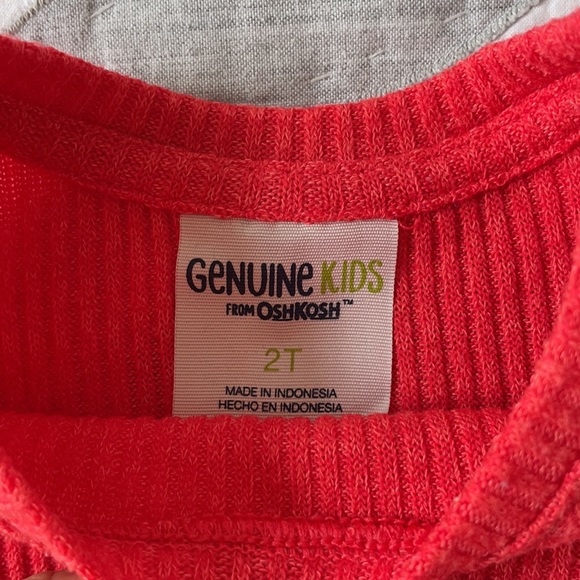 GENUINE KIDS
FROM OSHKOSH™
2T
MADE IN INDONESIA
HECHO EN INDONESIA